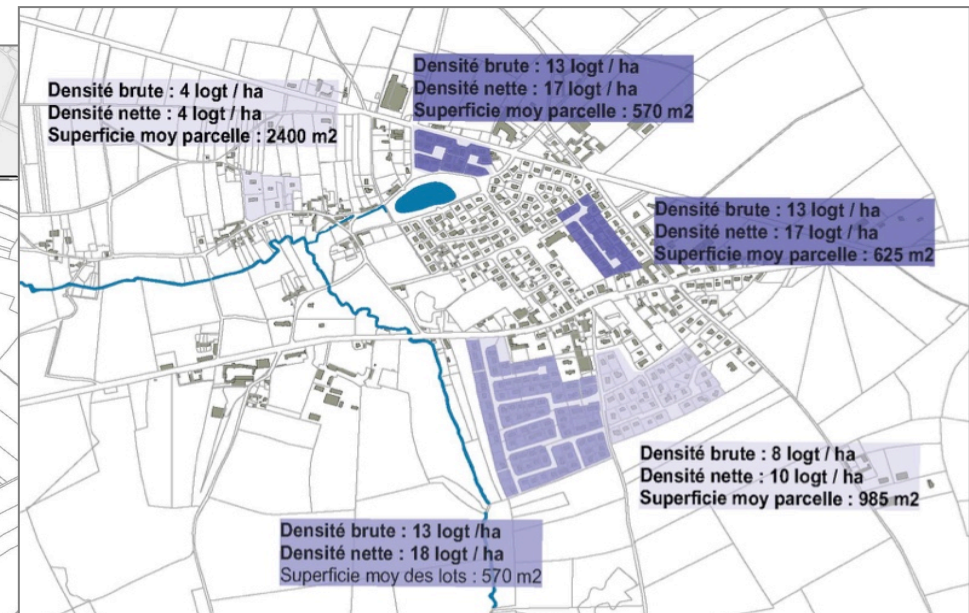 Densité brute : 4 logt / ha
Densité nette : 4 logt / ha
Superficie moy parcelle : 2400 m2
Densité brute : 13 logt / ha
Densité nette : 17 logt / ha
Superficie moy parcelle : 570 m2
Densité brute : 13 logt / ha
Densité nette : 17 logt / ha
Superficie moy parcelle : 625 m2
Densité brute : 8 logt / ha
Densité nette : 10 logt / ha
Superficie moy parcelle : 985 m2
Densité brute : 13 logt /ha
Densité nette : 18 logt / ha
Superficie moy des lots : 570 m2